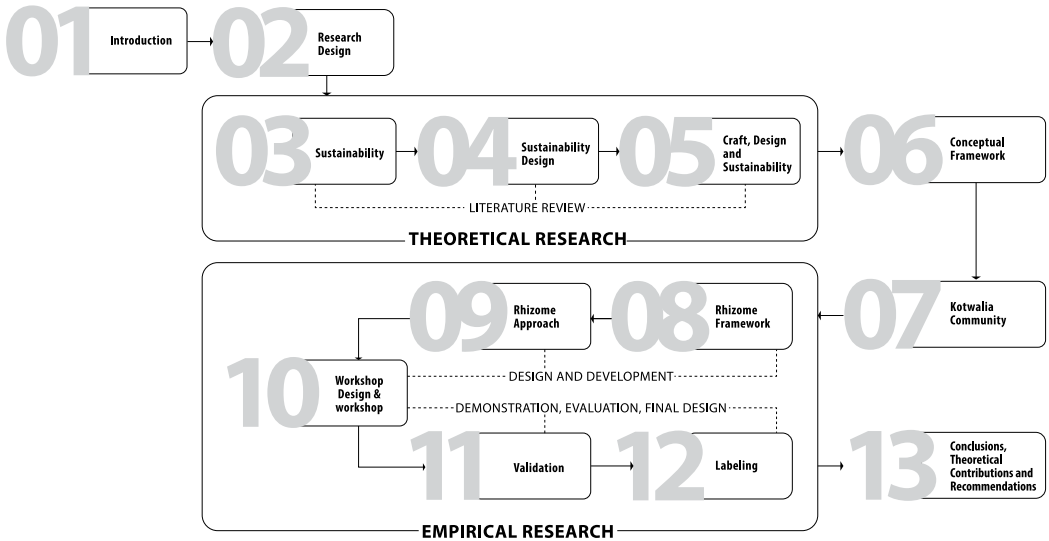 01
Introduction
02
Research
Design
03
Sustainability
04
Sustainability
Design
05
Craft, Design
and
Sustainability
LITERATURE REVIEW
THEORETICAL RESEARCH
06
Conceptual
Framework
07
Kotwalia
Community
08
Rhizome
Framework
09
Rhizome
Approach
DESIGN AND DEVELOPMENT
10
Workshop
Design &
workshop
DEMONSTRATION, EVALUATION, FINAL DESIGN
11
Validation
12
Labeling
EMPIRICAL RESEARCH
13
Conclusions,
Theoretical
Contributions and
Recommendations